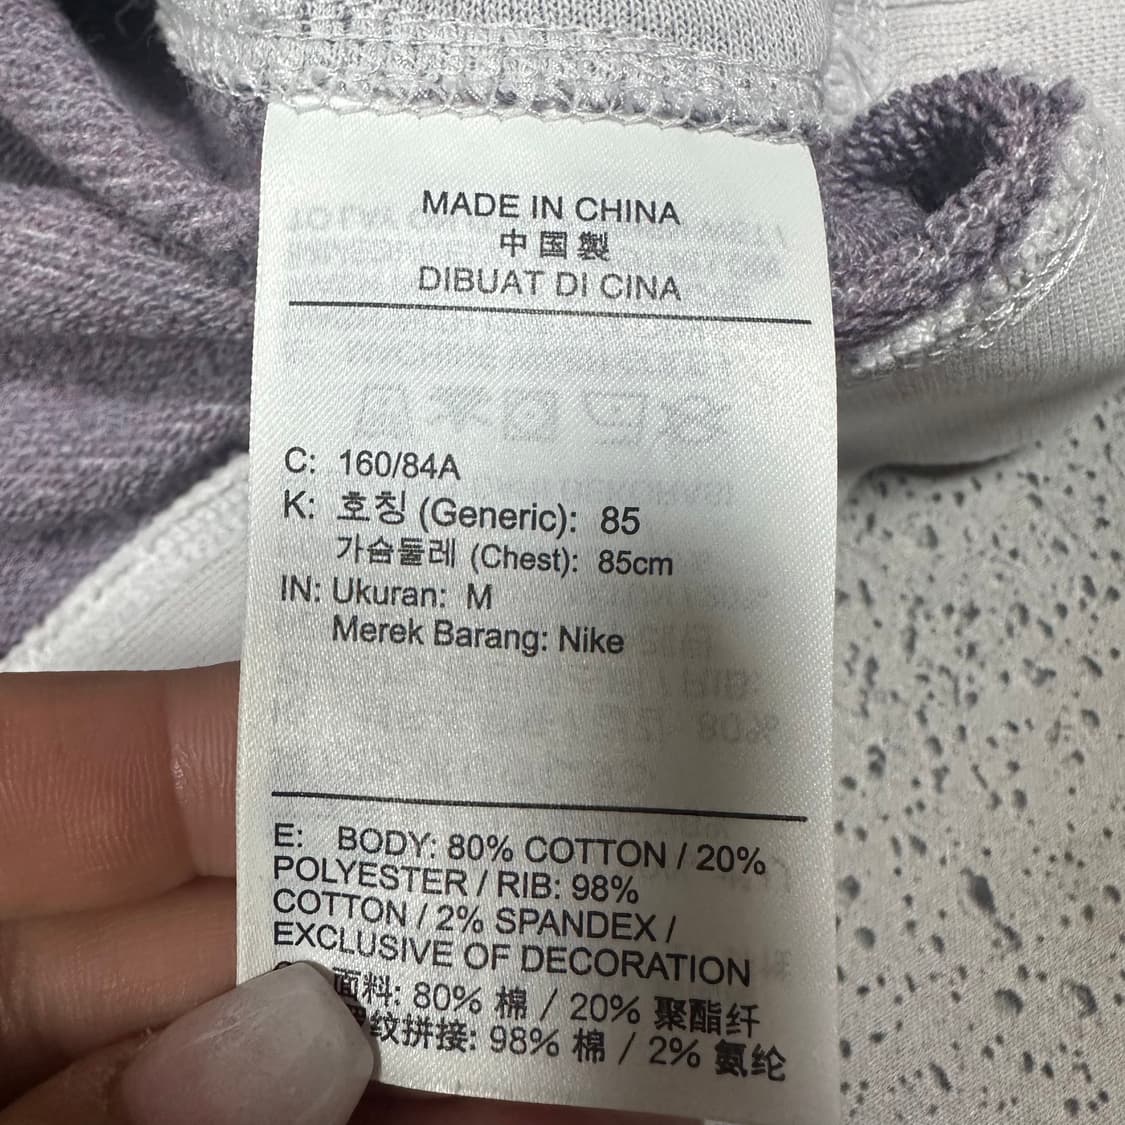 MADE IN CHINA
中国製
DIBUAT DI CINA
C: 160/84A
K: 호칭 (Generic): 85
가슴둘레 (Chest): 85cm
IN: Ukuran: M
Merek Barang: Nike
E: BODY: 80% COTTON / 20%
POLYESTER / RIB: 98%
COTTON / 2% SPANDEX /
EXCLUSIVE OF DECORATION
面料: 80% 棉 / 20% 聚酯纤
纹拼接: 98% 棉 / 2% 氨纶